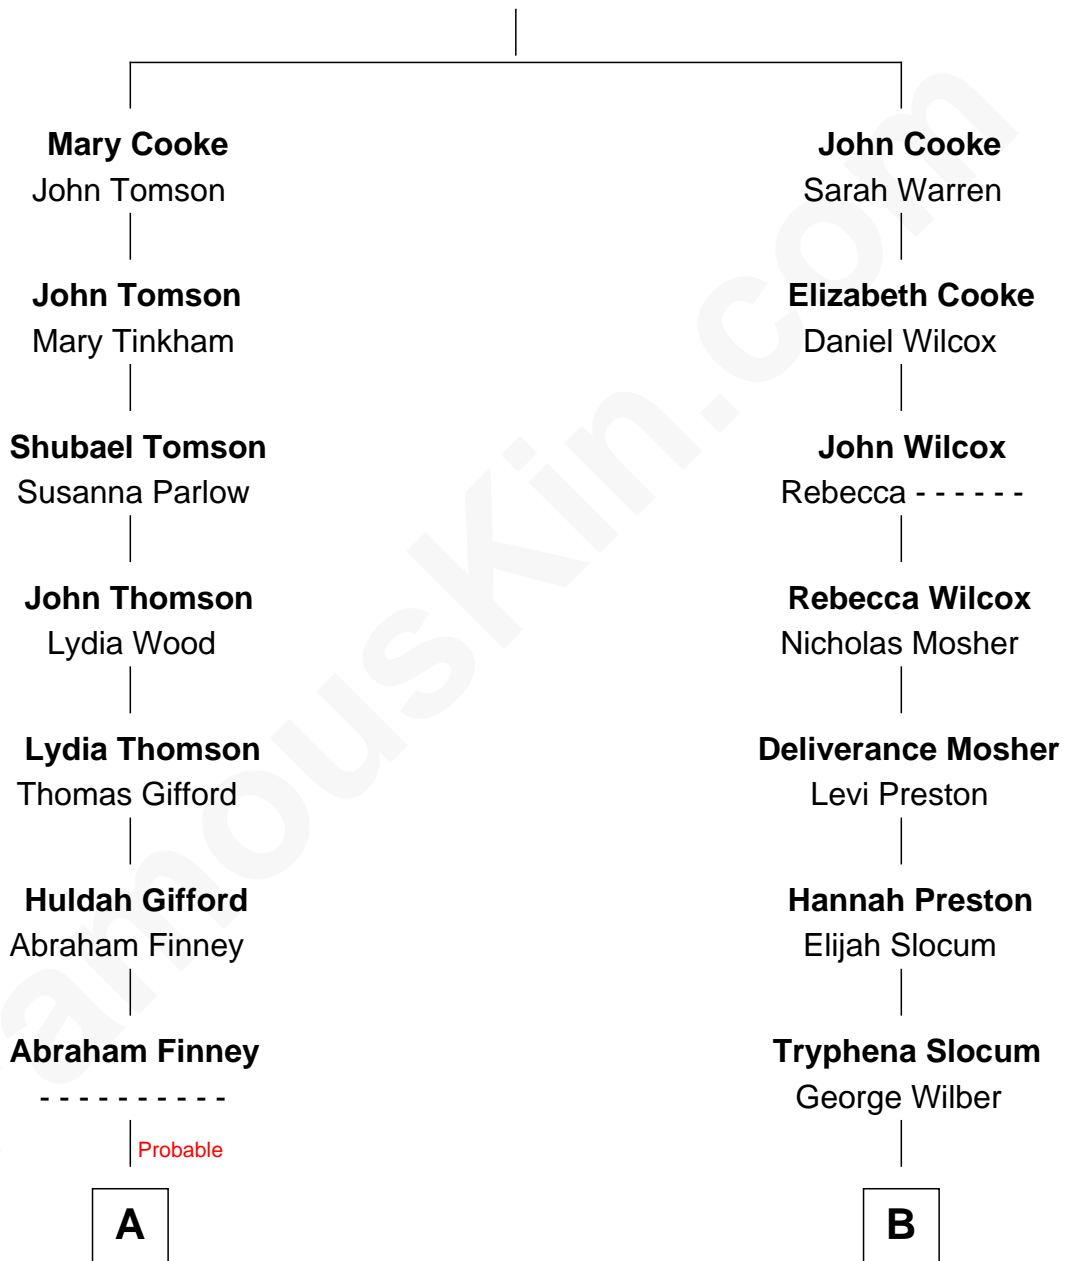 Mary Cooke
John Tomson
John Tomson
Mary Tinkham
Shubael Tomson
Susanna Parlow
John Thomson
Lydia Wood
Lydia Thomson
Thomas Gifford
Huldah Gifford
Abraham Finney
Abraham Finney
- - - - - - - - - -
Probable
A
John Cooke
Sarah Warren
Elizabeth Cooke
Daniel Wilcox
John Wilcox
Rebecca - - - - - -
Rebecca Wilcox
Nicholas Mosher
Deliverance Mosher
Levi Preston
Hannah Preston
Elijah Slocum
Tryphena Slocum
George Wilber
B
amouskin.com